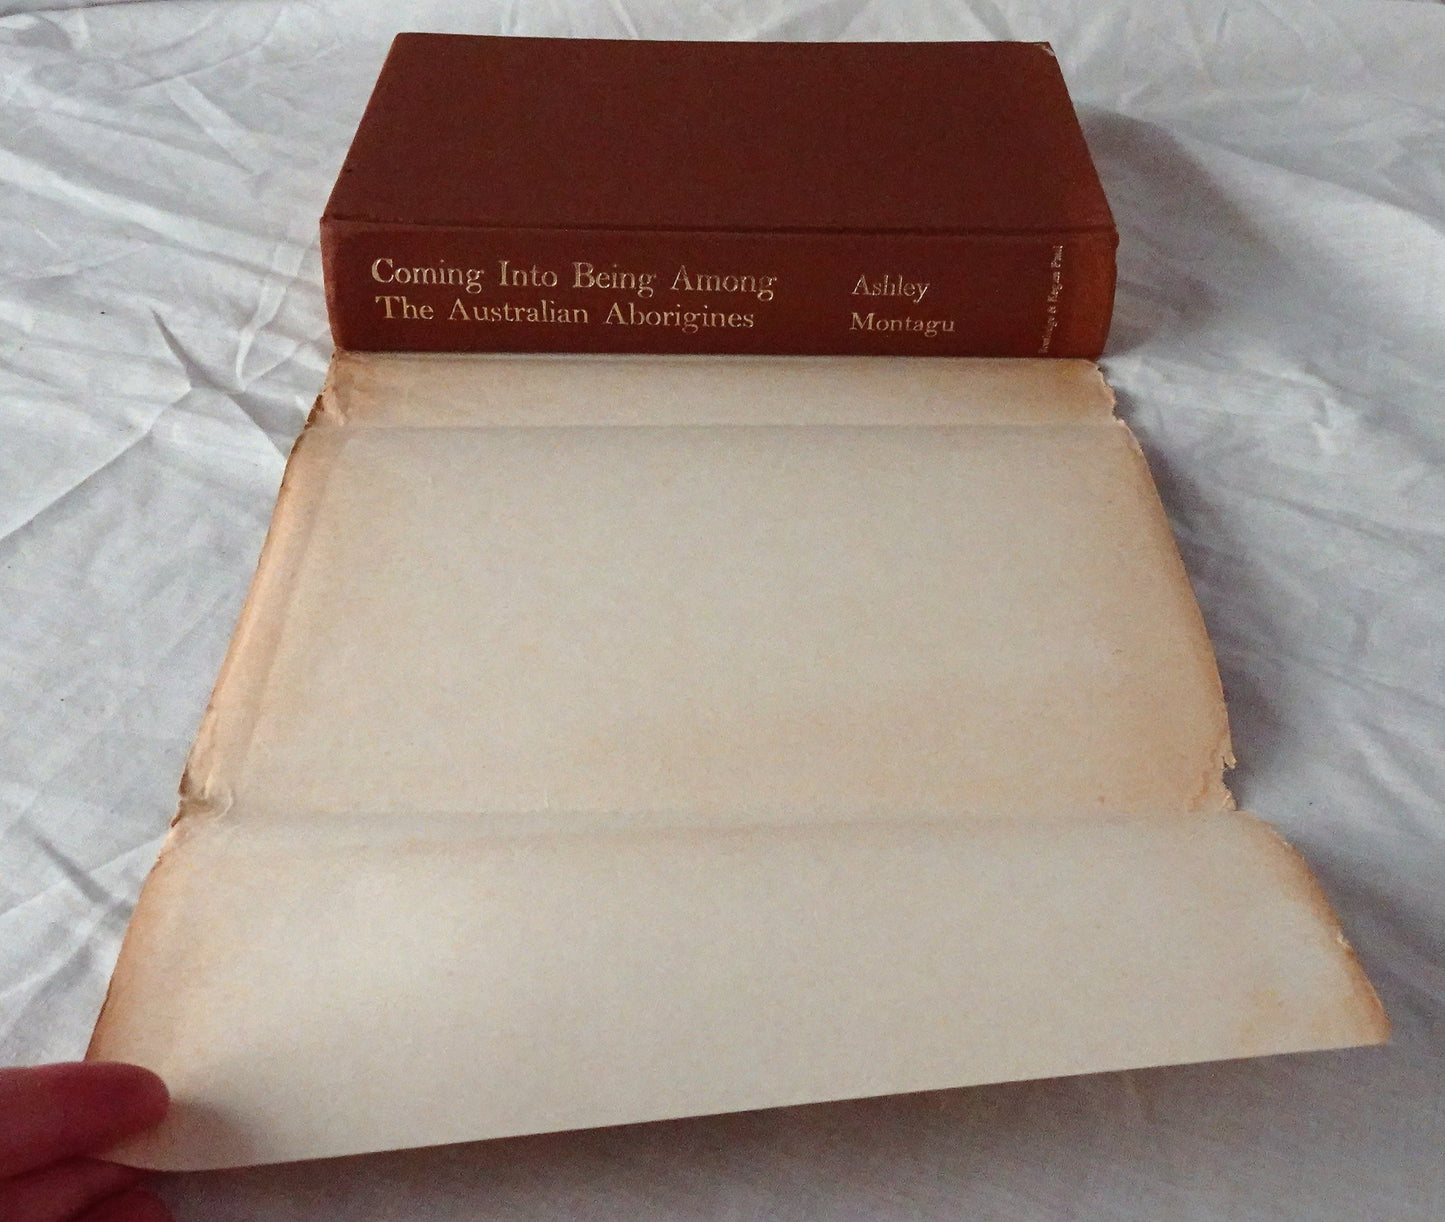 Coming Into Being Among
The Australian Aborigines
Ashley
Montagu
Routledge & Kegan Paul